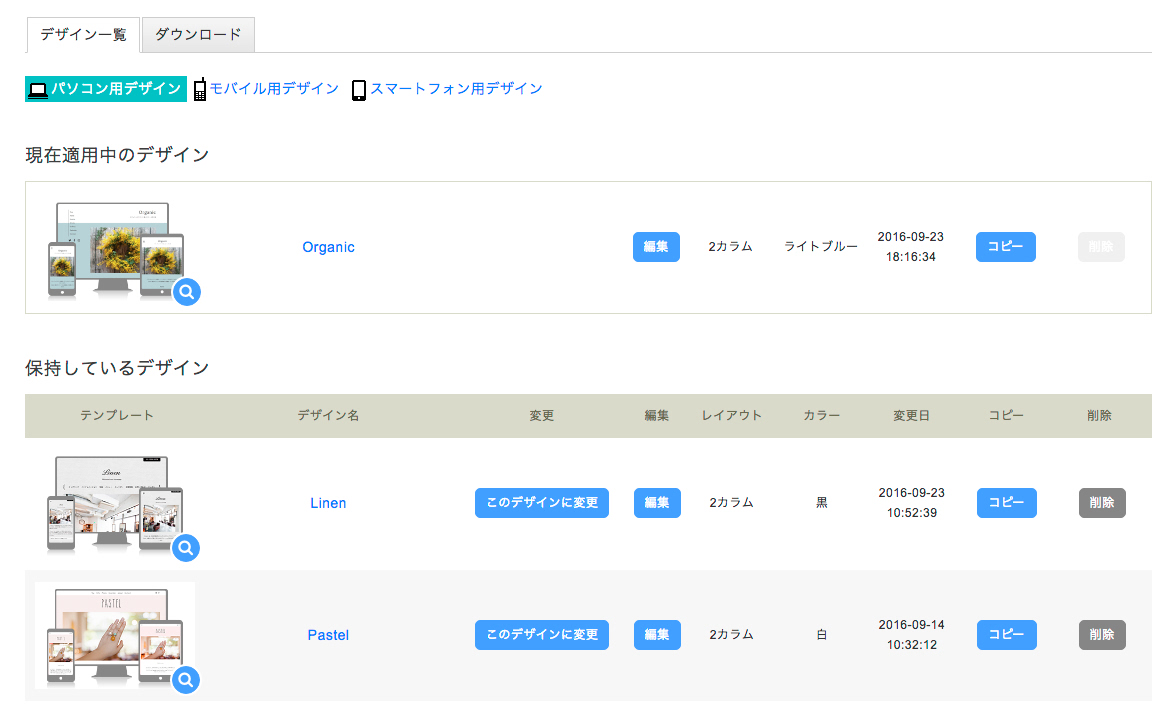 デザイン一覧 ダウンロード
パソコン用デザイン モバイル用デザイン スマートフォン用デザイン
現在適用中のデザイン
Organic
Organic 編集 2カラム ライトブルー 2016-09-23 18:16:34 コピー 削除
保持しているデザイン
テンプレート デザイン名 変更 編集 レイアウト カラー 変更日 コピー 削除
Linen
Linen このデザインに変更 編集 2カラム 黒 2016-09-23 10:52:39 コピー 削除
PASTEL
Pastel このデザインに変更 編集 2カラム 白 2016-09-14 10:32:12 コピー 削除